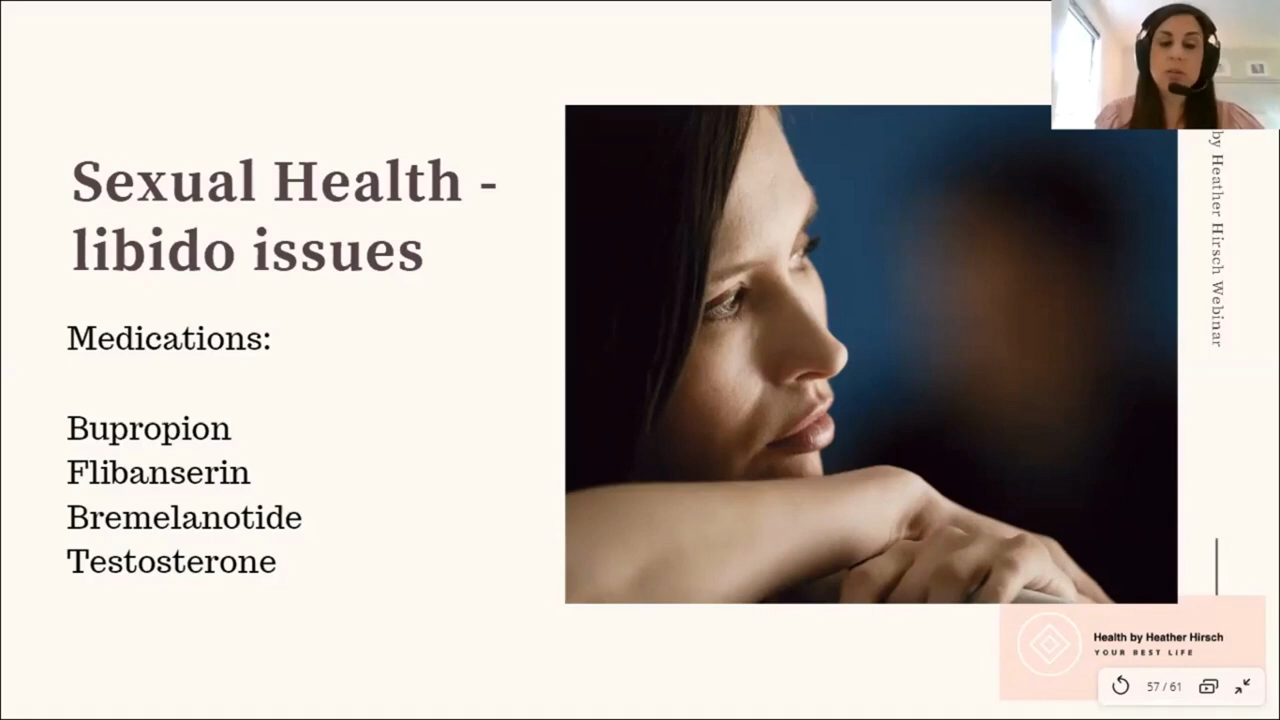 Sexual Health -
libido issues
Medications:
Bupropion
Flibanserin
Bremelanotide
Testosterone
by Heather Hirsch Webinar
Health by Heather Hirsch
YOUR BEST LIFE
57 / 61